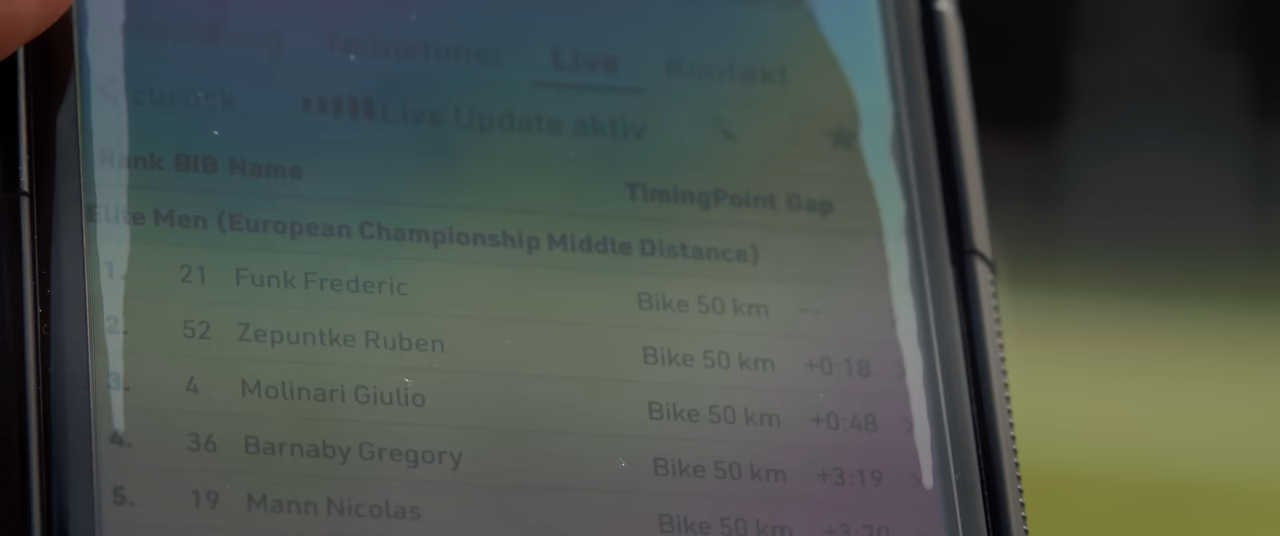 Teilnehmer Live Kontakt
zurück Live Update aktiv
Rank BIB Name TimingPoint Gap
Elite Men (European Championship Middle Distance)
1. 21 Funk Frederic Bike 50 km --
2. 52 Zepuntke Ruben Bike 50 km +0:18
3. 4 Molinari Giulio Bike 50 km +0:48
4. 36 Barnaby Gregory Bike 50 km +3:19
5. 19 Mann Nicolas Bike 50 km